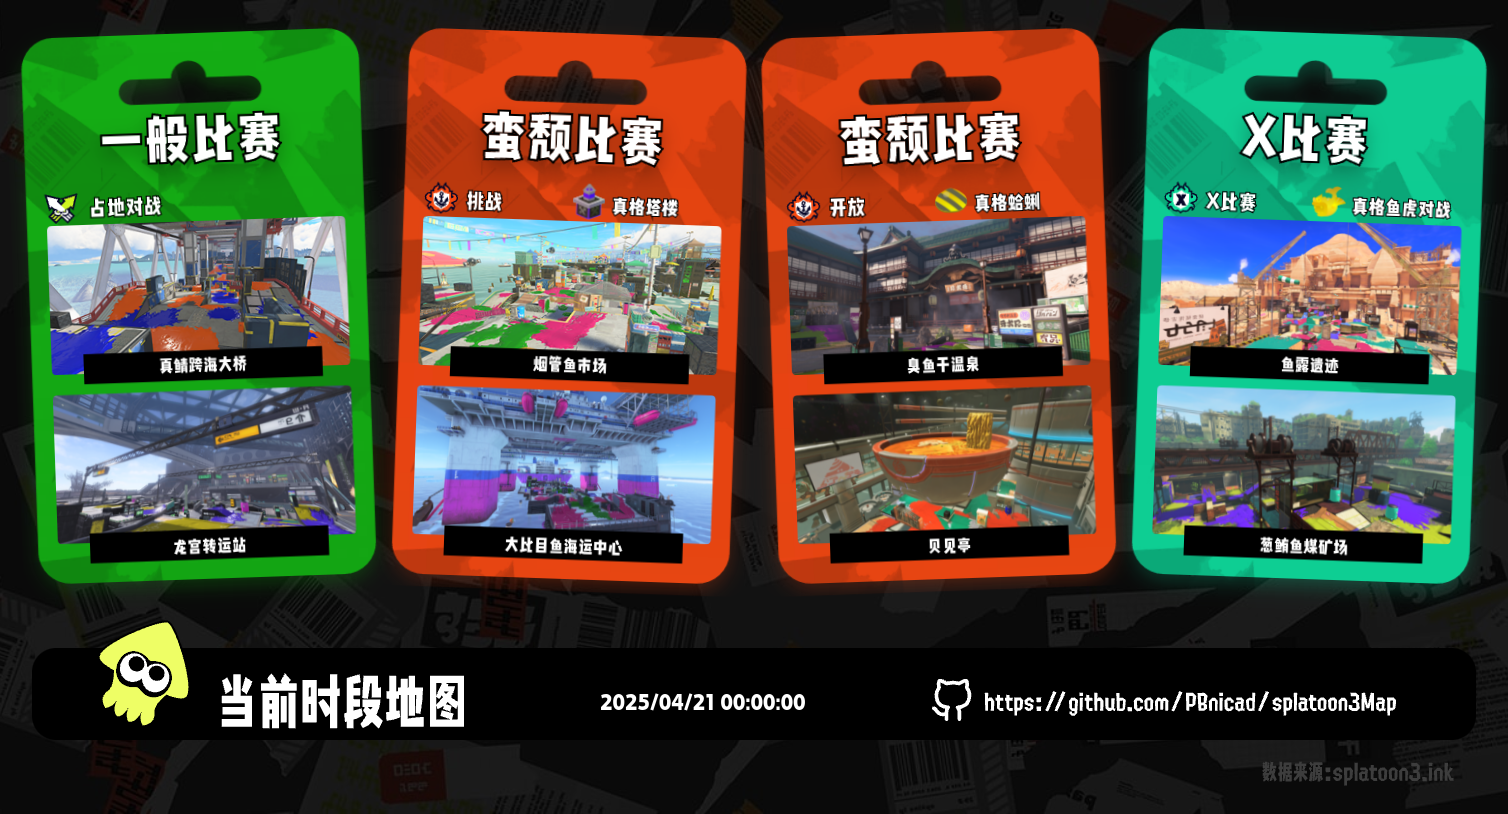 一般比赛
占地对战
真鲭跨海大桥
龙宫转运站
蛮颓比赛
挑战
真格塔楼
烟管鱼市场
大比目鱼海运中心
蛮颓比赛
开放
真格蛤蜊
臭鱼干温泉
贝贝亭
X比赛
X比赛
真格鱼虎对战
鱼露遗迹
葱鲔鱼煤矿场
当前时段地图
2025/04/21 00:00:00
https://github.com/PBnicad/splatoon3Map
数据来源:splatoon3.ink